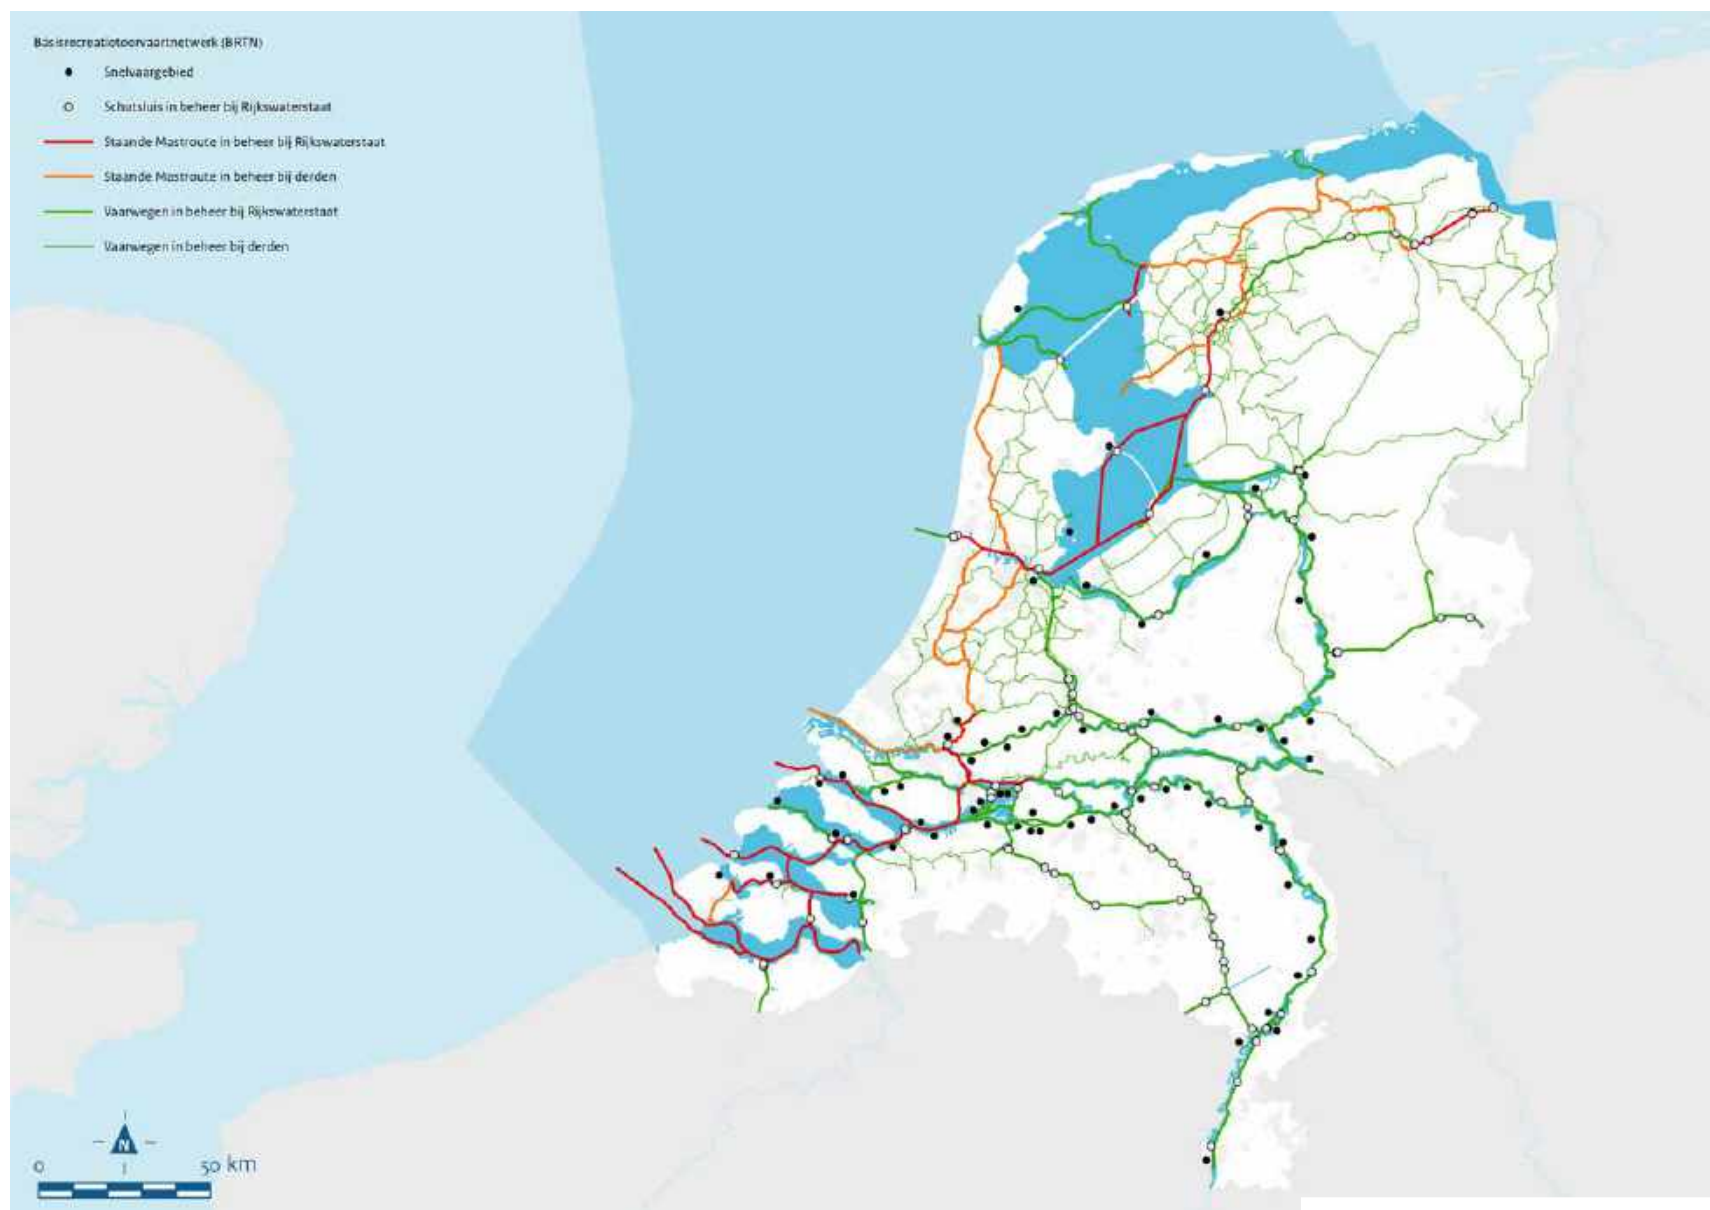 Basisrecreatietoervaartnetwerk (BRTN)
Snelvaargebied
Schutsluis in beheer bij Rijkswaterstaat
Staande Mastroute in beheer bij Rijkswaterstaat
Staande Mastroute in beheer bij derden
Vaarwegen in beheer bij Rijkswaterstaat
Vaarwegen in beheer bij derden
N
0 50 km